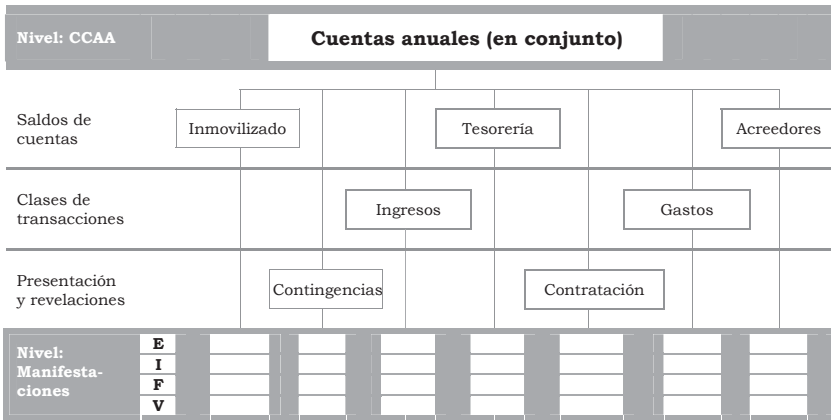 Nivel: CCAA
Cuentas anuales (en conjunto)
Saldos de
cuentas
Inmovilizado
Tesorería
Acreedores
Clases de
transacciones
Ingresos
Gastos
Presentación
y revelaciones
Contingencias
Contratación
Nivel:
Manifesta-
ciones
E
I
F
V